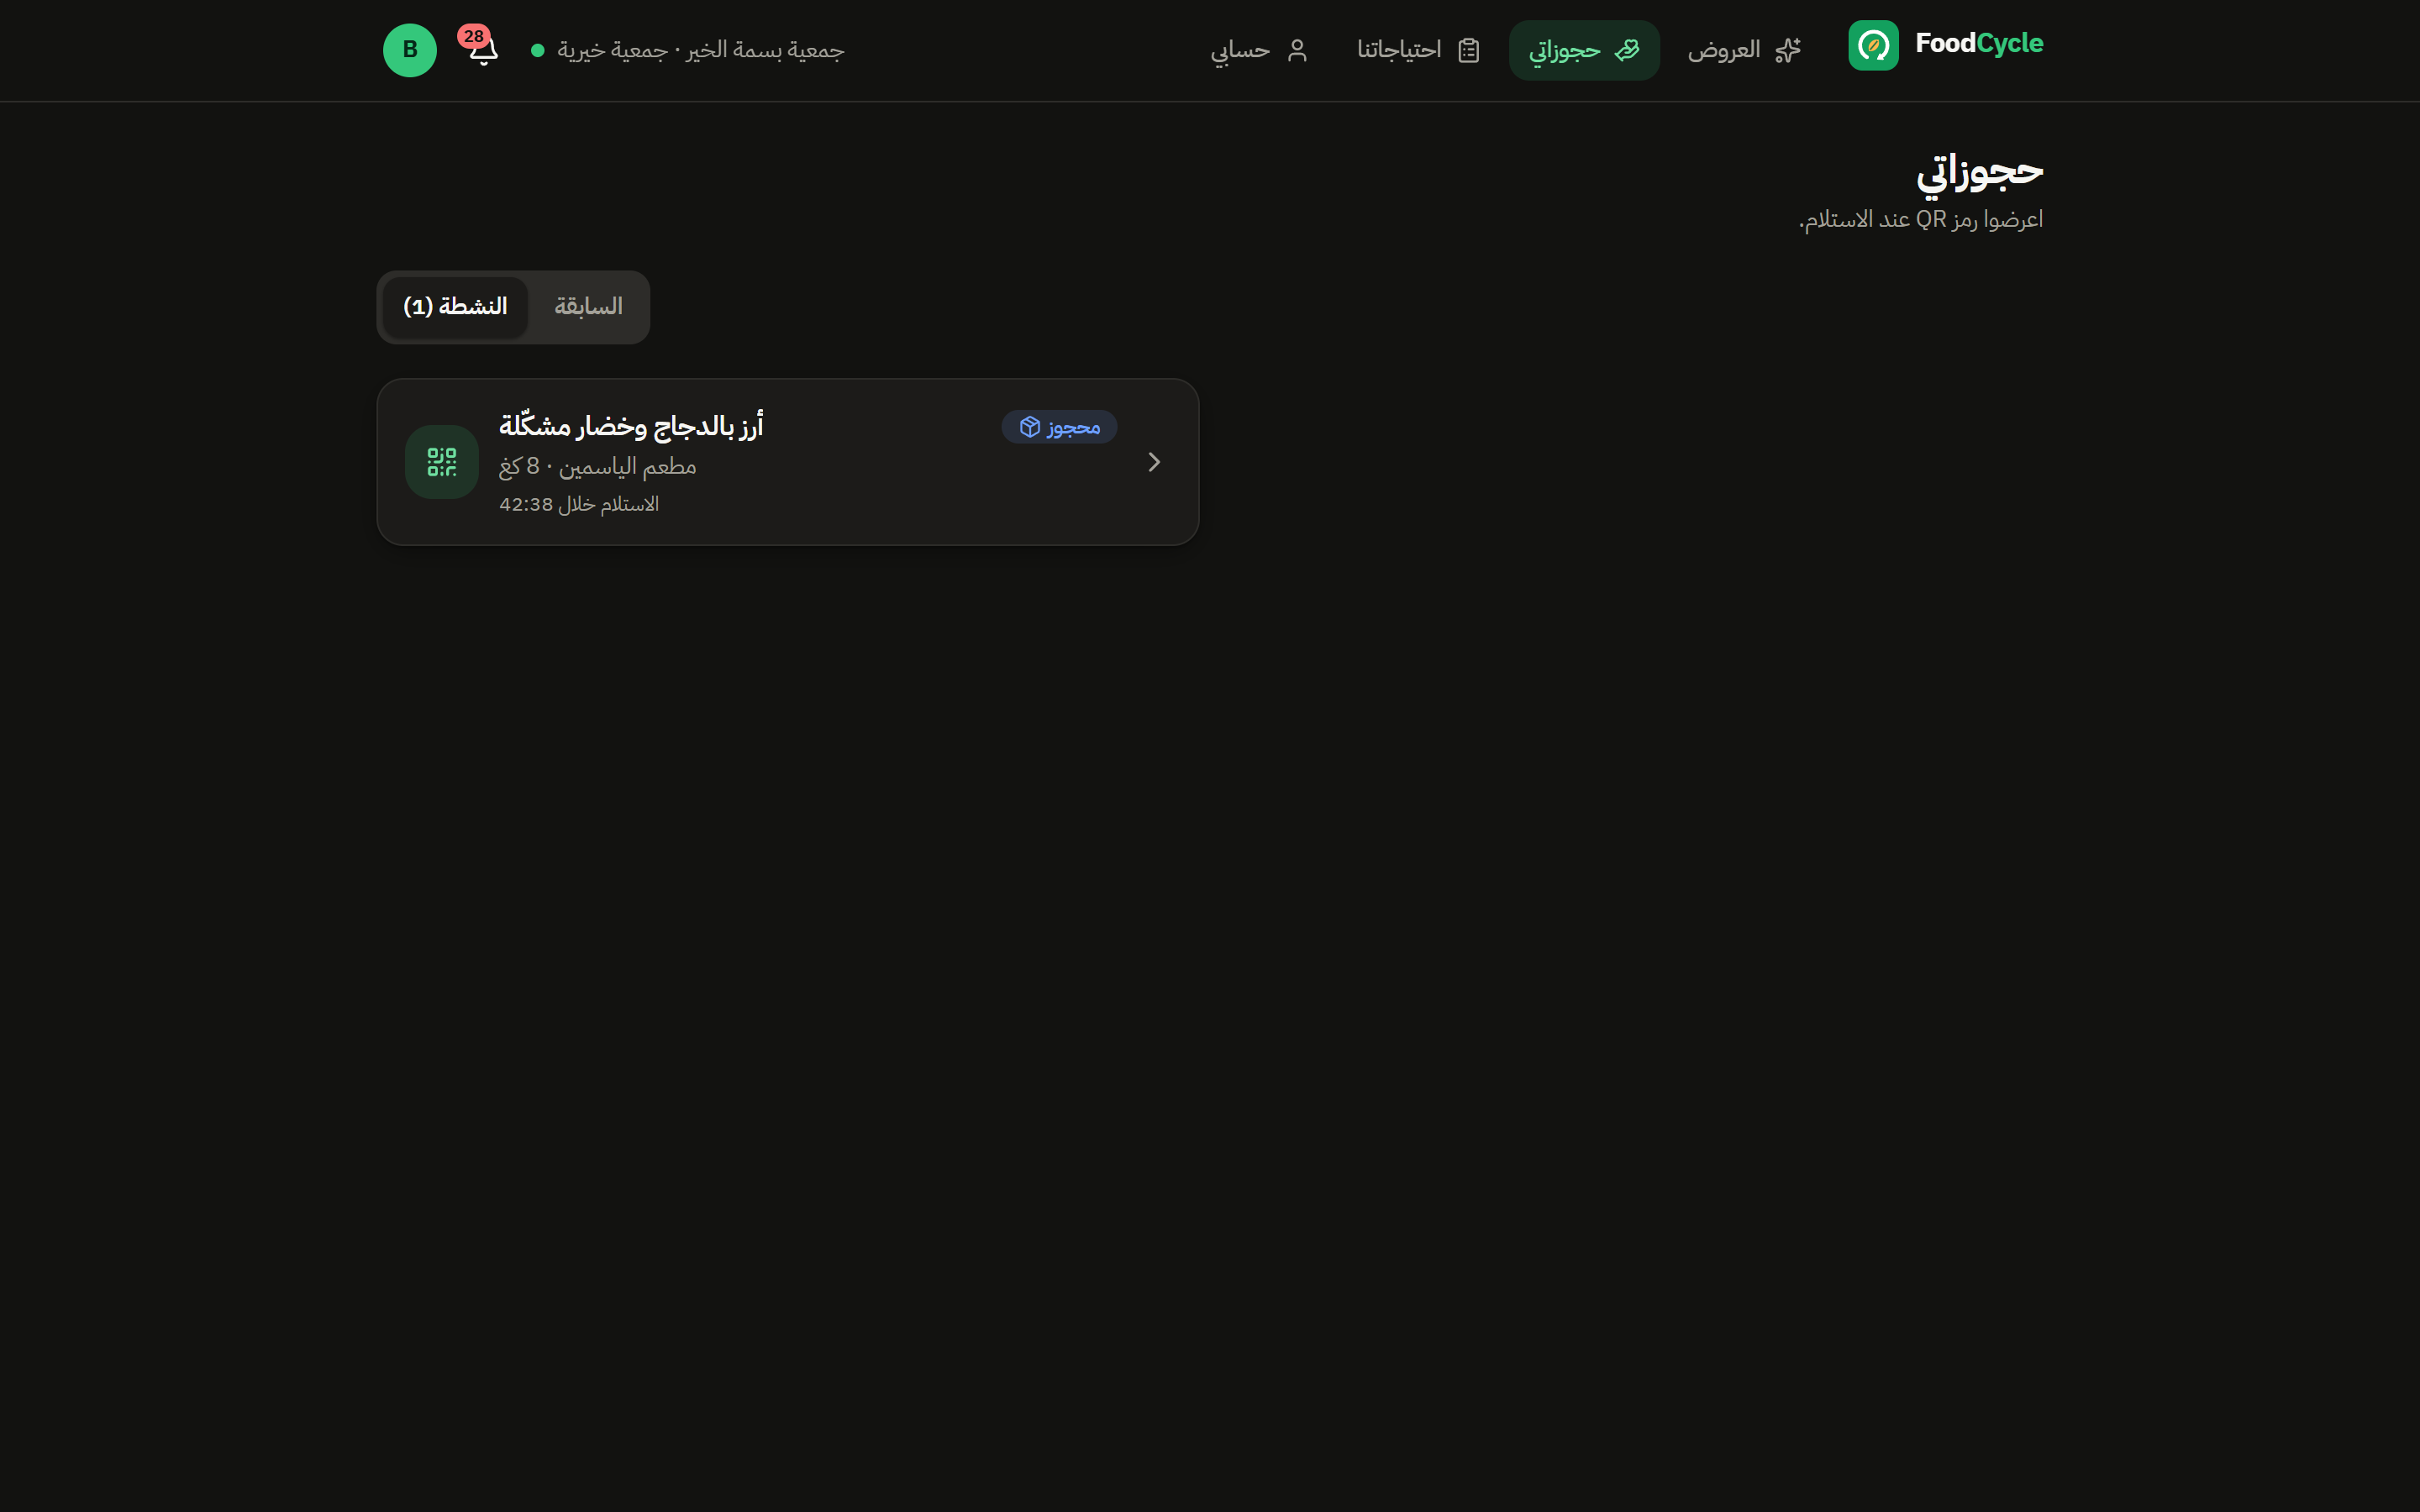 FoodCycle
العروض
حجوزاتي
احتياجاتنا
حسابي
جمعية بسمة الخير · جمعية خيرية
28
B
حجوزاتي
اعرضوا رمز QR عند الاستلام.
السابقة
النشطة (1)
أرز بالدجاج وخضار مشكّلة
محجوز
مطعم الياسمين · 8 كغ
الاستلام خلال 42:38